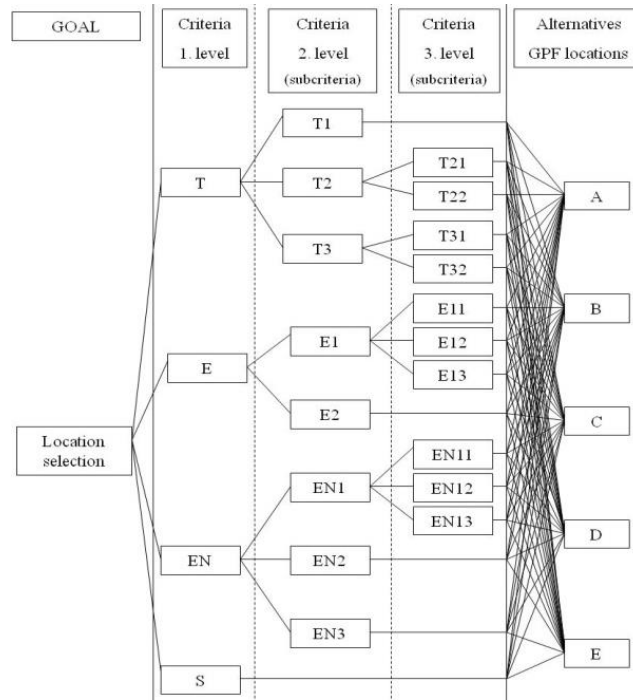 GOAL
Criteria
1. level
Criteria
2. level
(subcriteria)
Criteria
3. level
(subcriteria)
Alternatives
GPF locations
T1
T21
T
T2
T22
A
T31
T3
T32
E11
B
E1
E12
E
E13
E2
C
Location
selection
EN11
EN1
EN12
EN13
D
EN
EN2
EN3
E
S